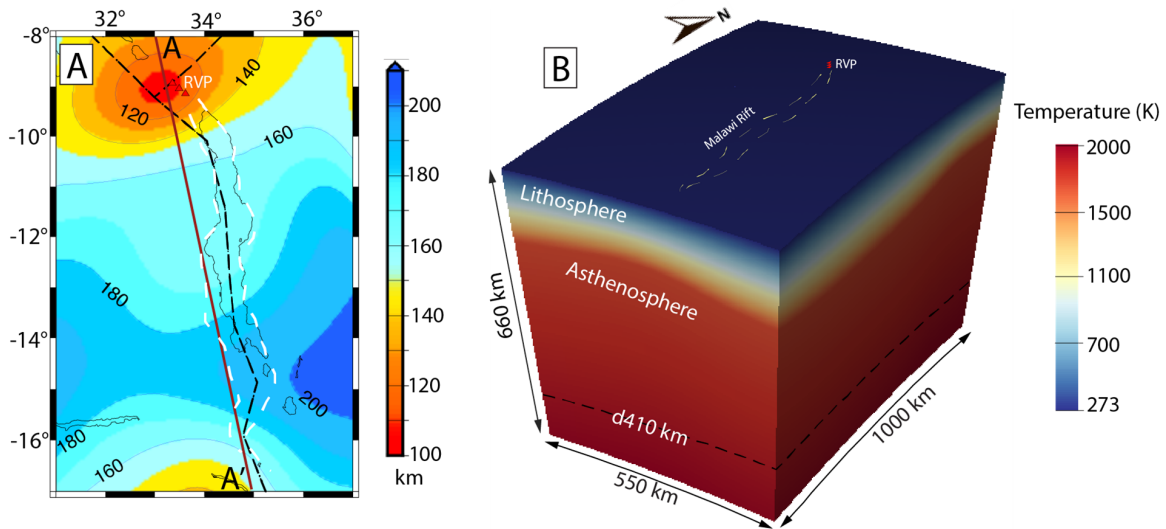 32°
34°
36°
-8°
-10°
-12°
-14°
-16°
A
A
RVP
140
120
160
180
200
180
160
A'
200
180
160
140
120
100
km
B
N
RVP
Malawi Rift
Lithosphere
Asthenosphere
660 km
d410 km
550 km
1000 km
Temperature (K)
2000
1500
1100
700
273